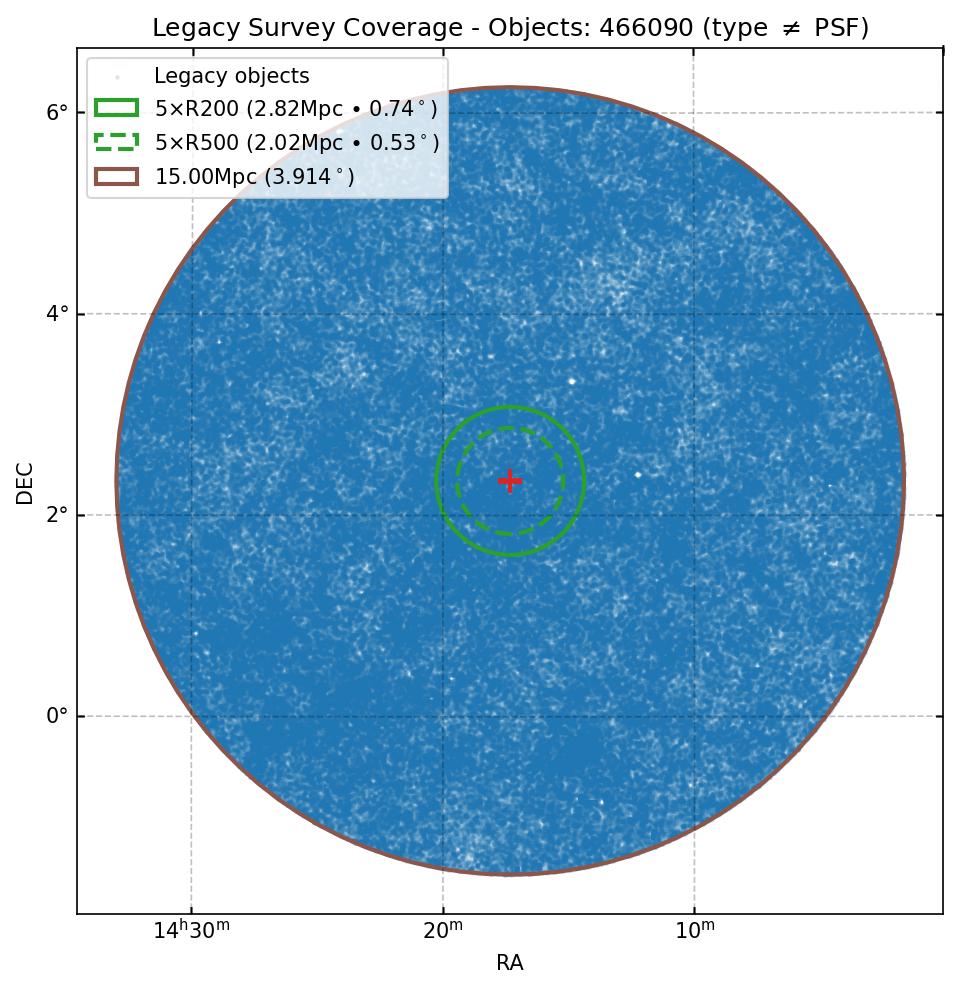 Legacy Survey Coverage - Objects: 466090 (type ≠ PSF)
Legacy objects
5×R200 (2.82Mpc • 0.74°)
5×R500 (2.02Mpc • 0.53°)
15.00Mpc (3.914°)
6°
4°
2°
0°
DEC
14ʰ30ᵐ 20ᵐ 10ᵐ
RA